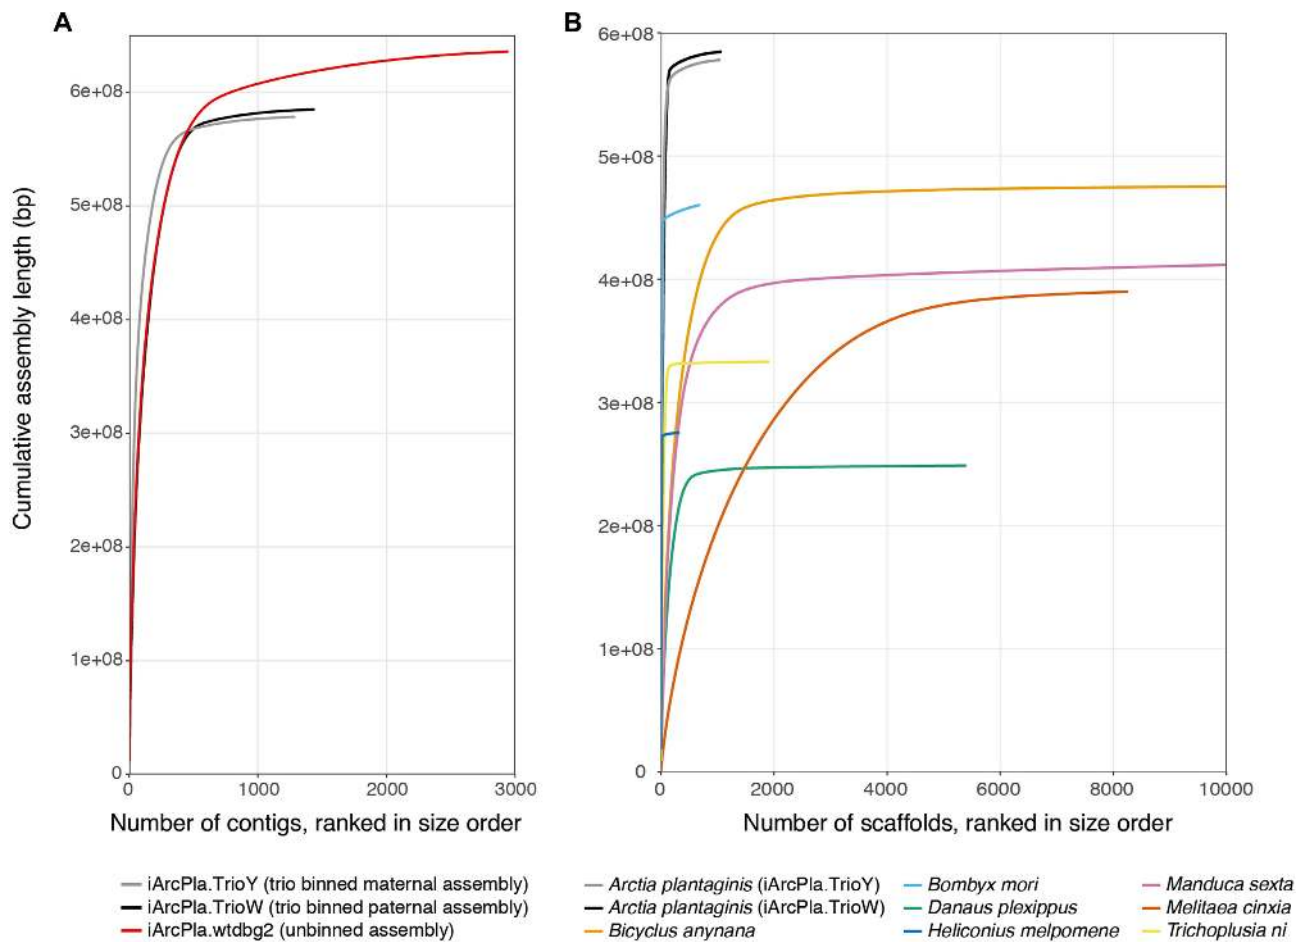 A
B
Cumulative assembly length (bp)
6e+08
5e+08
4e+08
3e+08
2e+08
1e+08
0
0 1000 2000 3000
Number of contigs, ranked in size order
6e+08
5e+08
4e+08
3e+08
2e+08
1e+08
0
0 2000 4000 6000 8000 10000
Number of scaffolds, ranked in size order
iArcPla.TrioY (trio binned maternal assembly)
iArcPla.TrioW (trio binned paternal assembly)
iArcPla.wtdbg2 (unbinned assembly)
Arctia plantaginis (iArcPla.TrioY)
Arctia plantaginis (iArcPla.TrioW)
Bicyclus anynana
Bombyx mori
Danaus plexippus
Heliconius melpomene
Manduca sexta
Melitaea cinxia
Trichoplusia ni